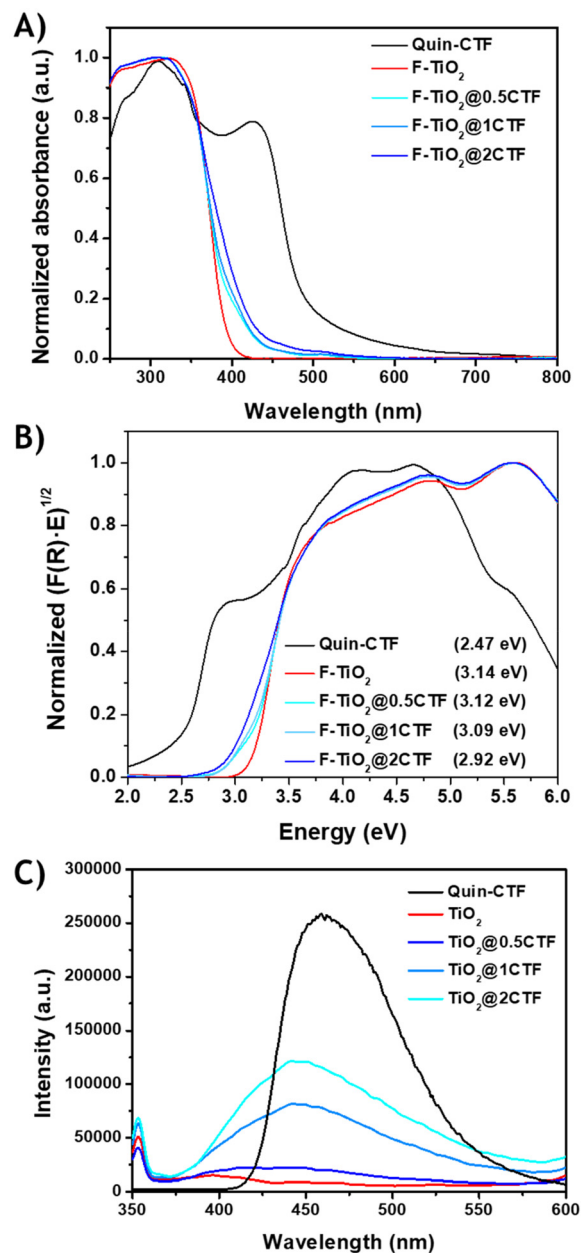 A)
Normalized absorbance (a.u.)
1.0
0.8
0.6
0.4
0.2
0.0
Quin-CTF
F-TiO₂
F-TiO₂@0.5CTF
F-TiO₂@1CTF
F-TiO₂@2CTF
300 400 500 600 700 800
Wavelength (nm)
B)
Normalized (F(R)·E)¹/²
1.0
0.8
0.6
0.4
0.2
0.0
Quin-CTF (2.47 eV)
F-TiO₂ (3.14 eV)
F-TiO₂@0.5CTF (3.12 eV)
F-TiO₂@1CTF (3.09 eV)
F-TiO₂@2CTF (2.92 eV)
2.0 2.5 3.0 3.5 4.0 4.5 5.0 5.5 6.0
Energy (eV)
C)
Intensity (a.u.)
300000
250000
200000
150000
100000
50000
0
Quin-CTF
TiO₂
TiO₂@0.5CTF
TiO₂@1CTF
TiO₂@2CTF
350 400 450 500 550 600
Wavelength (nm)